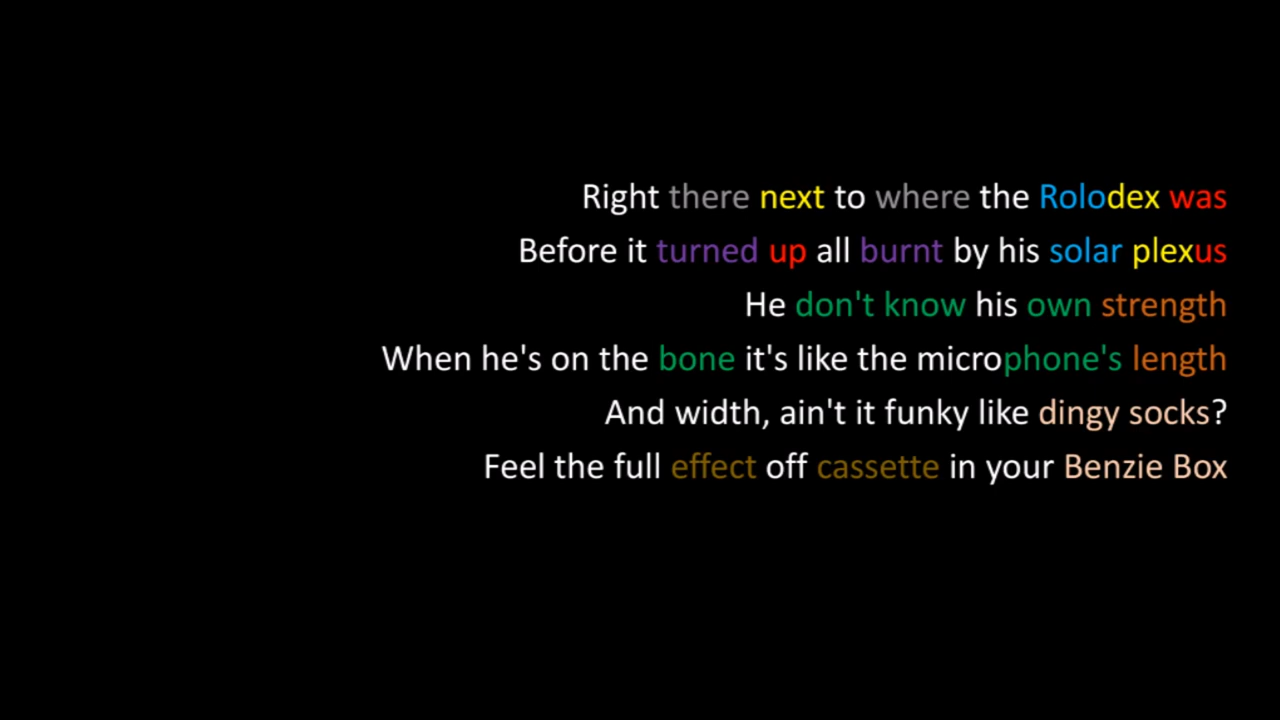 Right there next to where the Rolodex was
Before it turned up all burnt by his solar plexus
He don't know his own strength
When he's on the bone it's like the microphone's length
And width, ain't it funky like dingy socks?
Feel the full effect off cassette in your Benzie Box